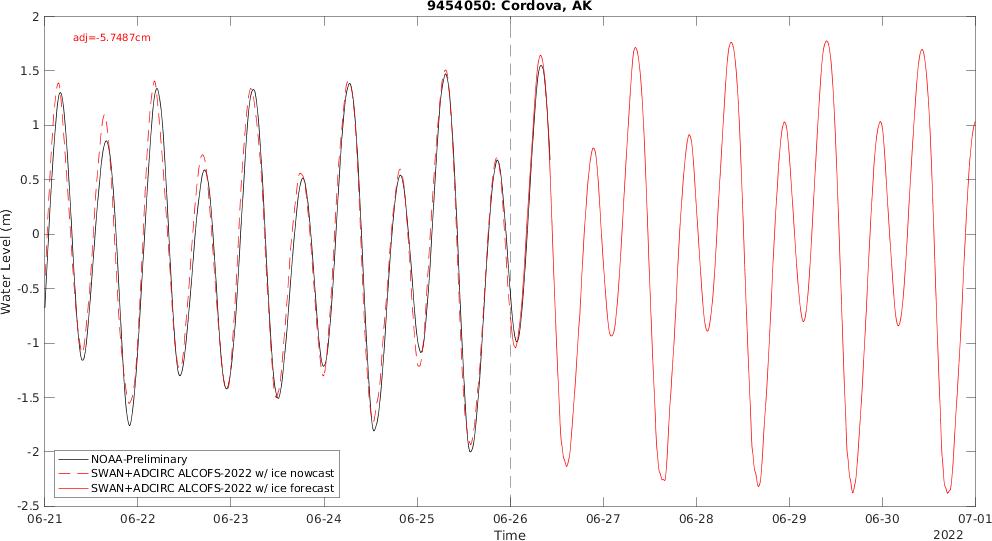 9454050: Cordova, AK
adj=-5.7487cm
2
1.5
1
0.5
0
-0.5
-1
-1.5
-2
-2.5
Water Level (m)
NOAA-Preliminary
SWAN+ADCIRC ALCOFS-2022 w/ ice nowcast
SWAN+ADCIRC ALCOFS-2022 w/ ice forecast
06-21 06-22 06-23 06-24 06-25 06-26 06-27 06-28 06-29 06-30 07-01
Time
2022